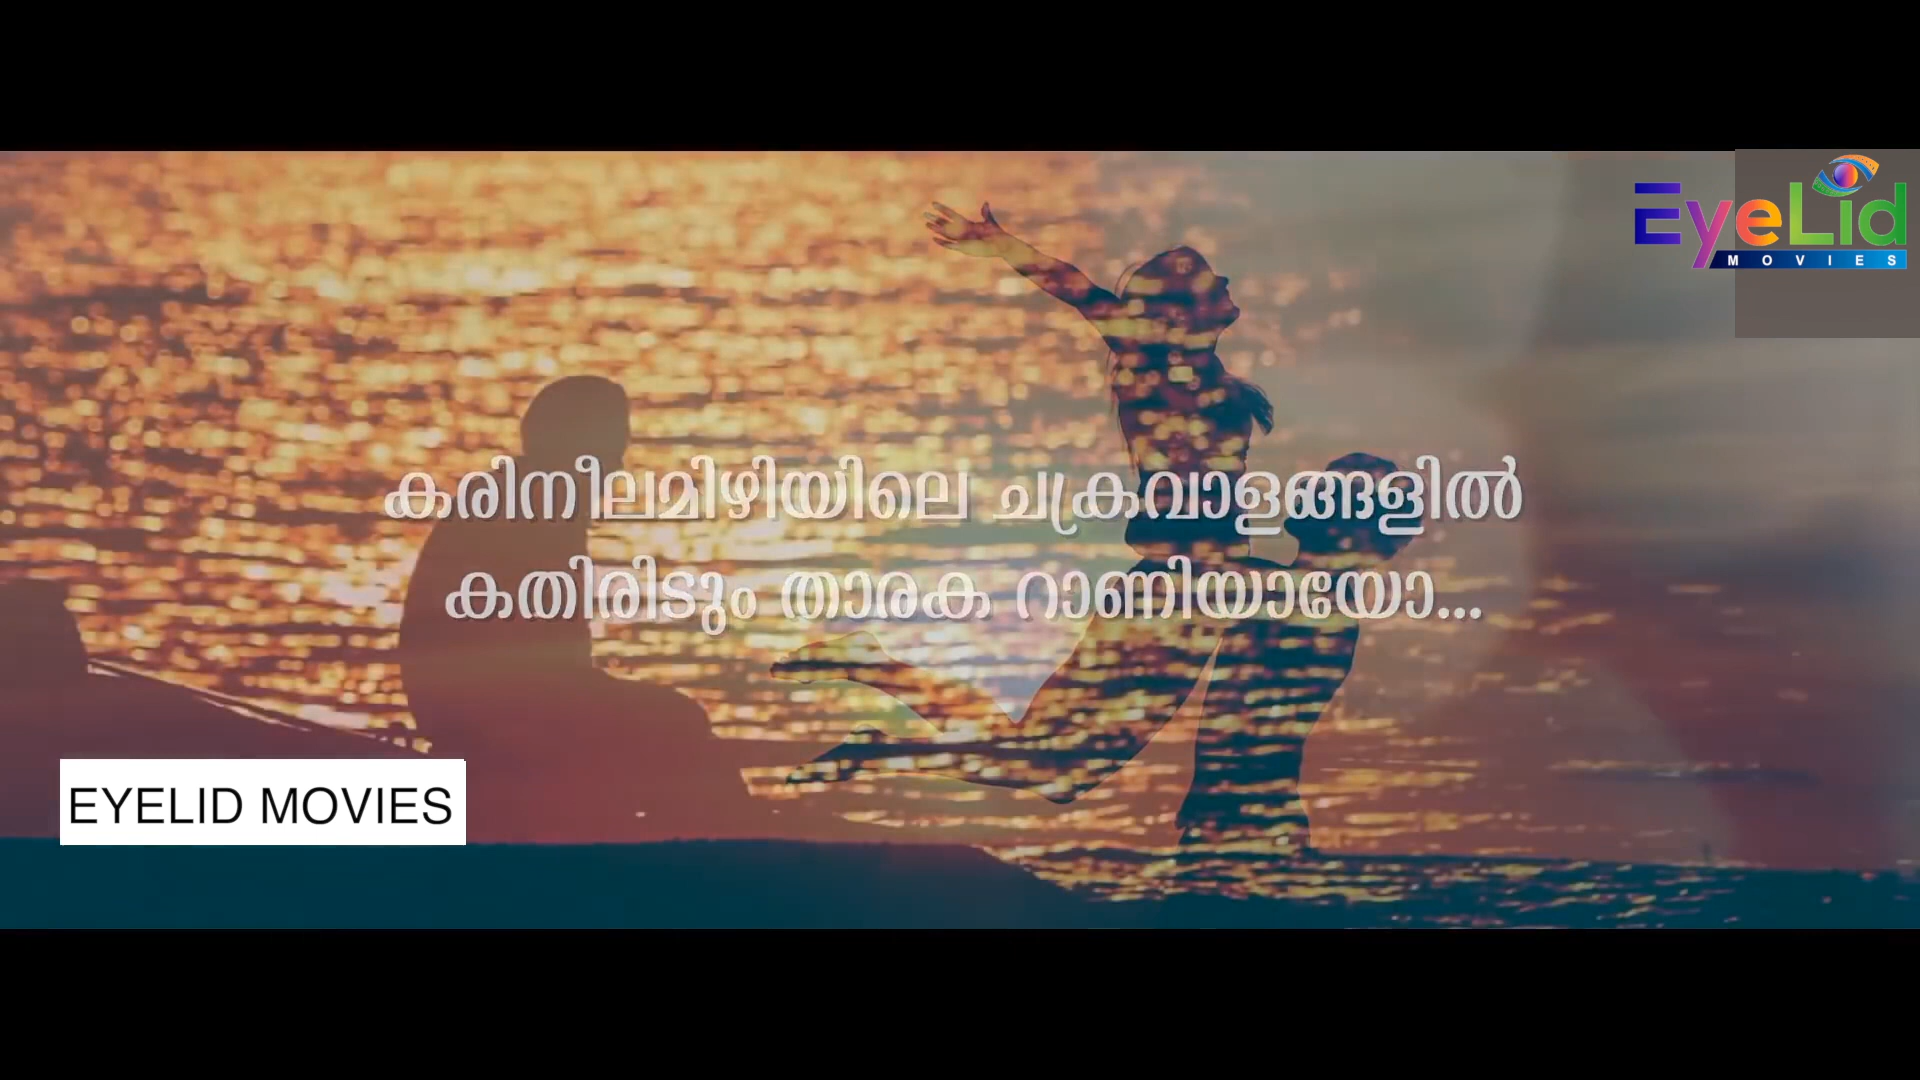 EyeLid
MOVIES
കരിനീലമിഴിയിലെ ചക്രവാളങ്ങളിൽ
കതിരിടും താരക റാണിയായോ...
EYELID MOVIES